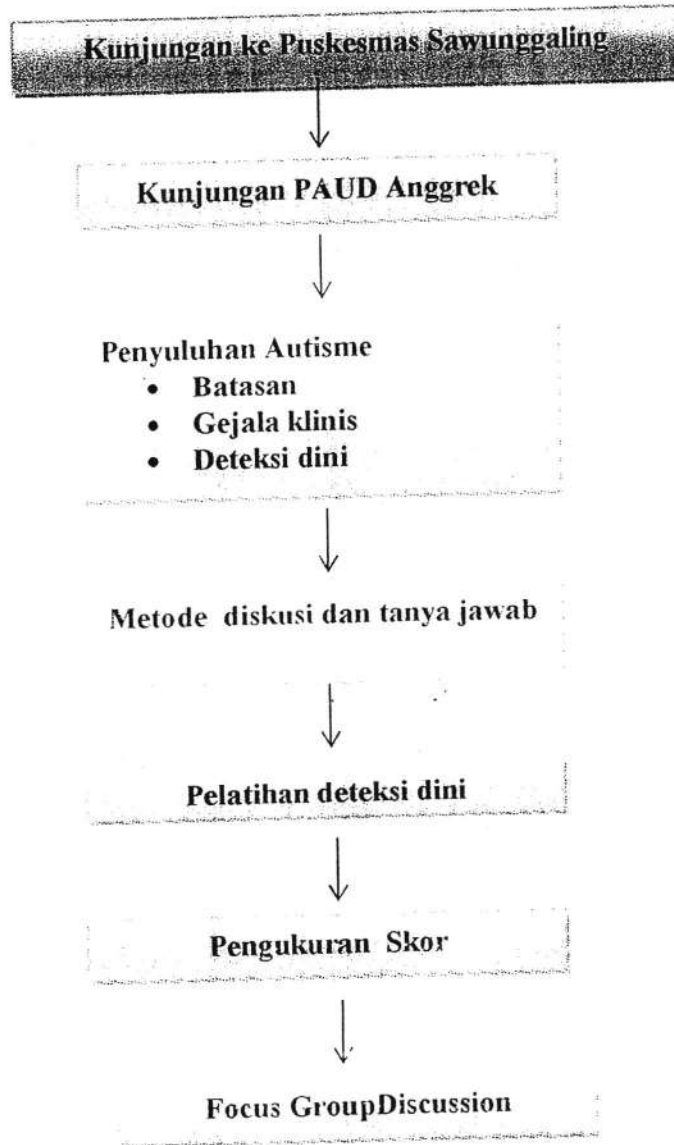 Kunjungan ke Puskesmas Sawunggaling
Kunjungan PAUD Anggrek
Penyuluhan Autisme
• Batasan
• Gejala klinis
• Deteksi dini
Metode diskusi dan tanya jawab
Pelatihan deteksi dini
Pengukuran Skor
Focus GroupDiscussion